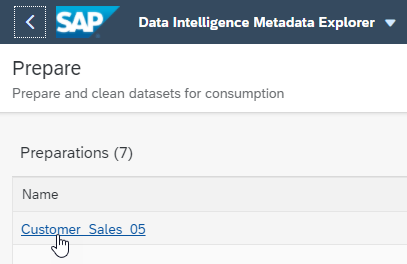 SAP Data Intelligence Metadata Explorer
Prepare
Prepare and clean datasets for consumption
Preparations (7)
Name
Customer_Sales_05